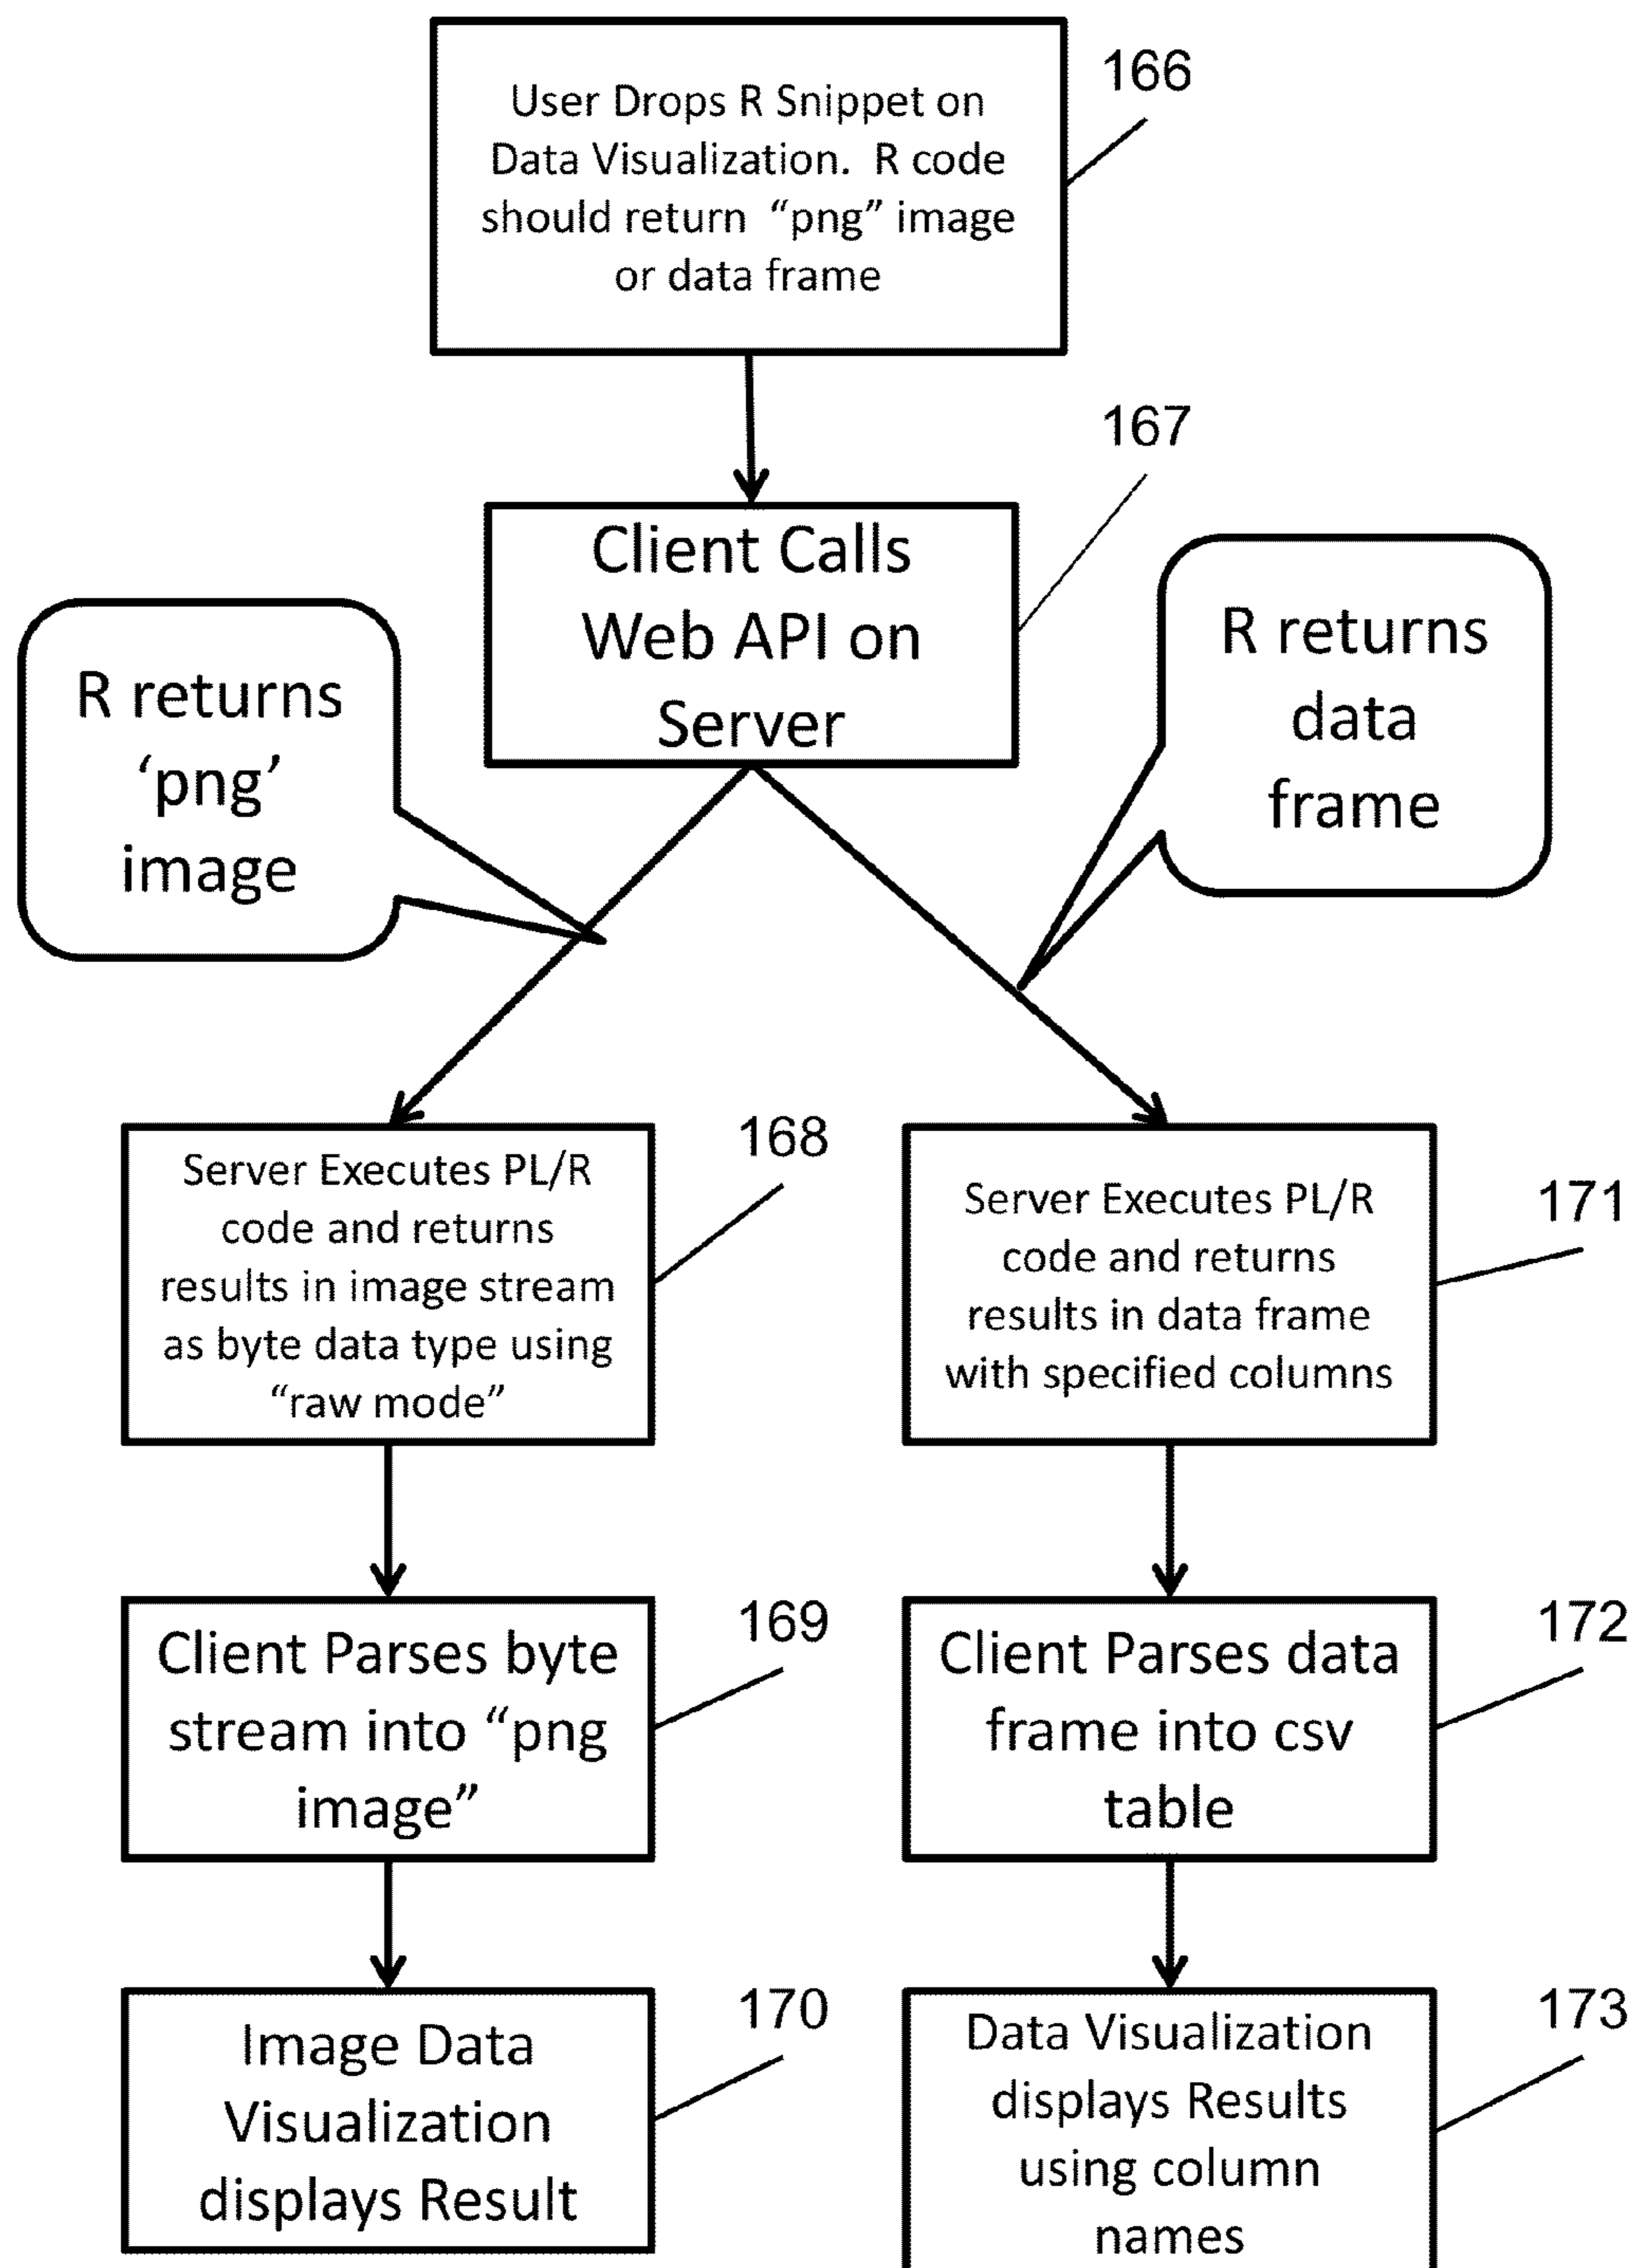 User Drops R Snippet on
Data Visualization. R code
should return “png” image
or data frame
166
Client Calls
Web API on
Server
167
R returns
‘png’
image
R returns
data
frame
Server Executes PL/R
code and returns
results in image stream
as byte data type using
“raw mode”
168
Server Executes PL/R
code and returns
results in data frame
with specified columns
171
Client Parses byte
stream into “png
image”
169
Client Parses data
frame into csv
table
172
Image Data
Visualization
displays Result
170
Data Visualization
displays Results
using column
names
173